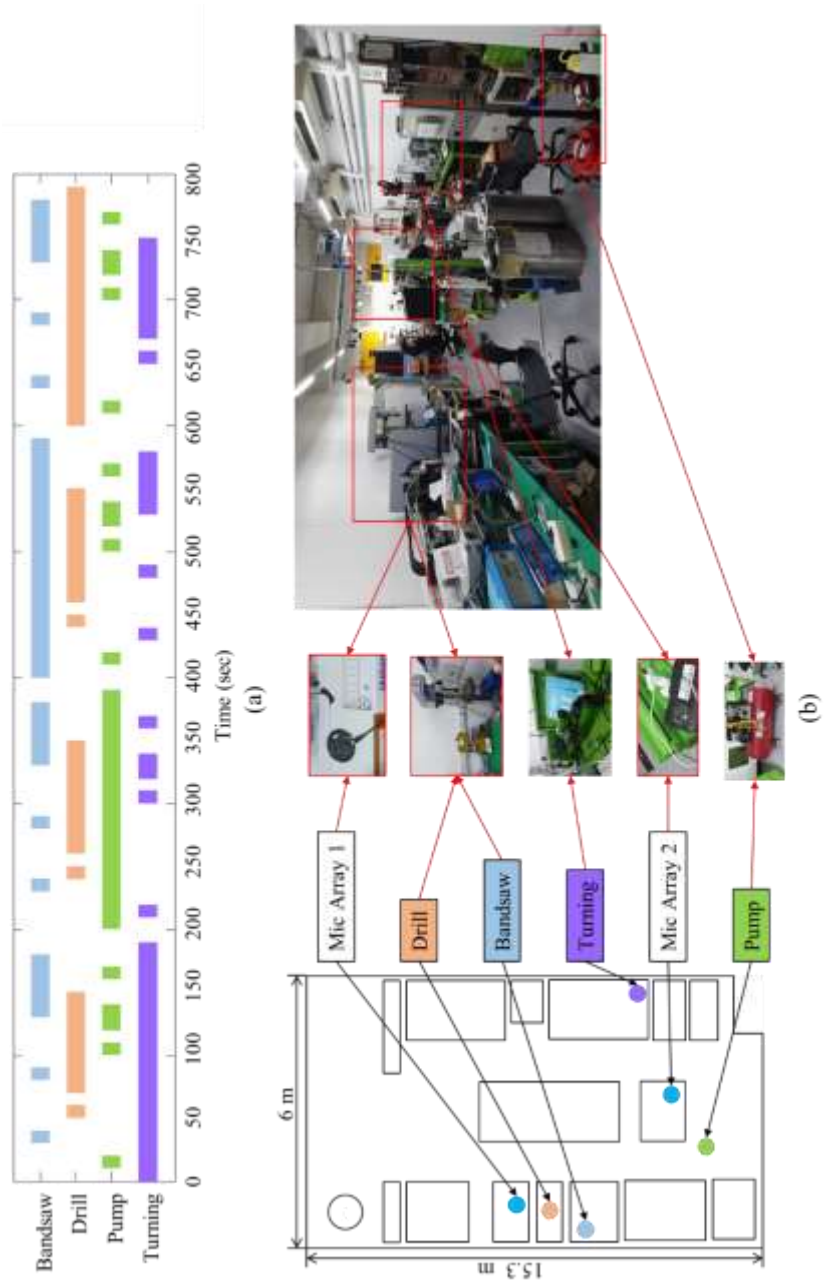 Bandsaw
Drill
Pump
Turning
0 50 100 150 200 250 300 350 400 450 500 550 600 650 700 750 800
Time (sec)
(a)
6 m
15.3 m
Mic Array 1
Drill
Bandsaw
Turning
Mic Array 2
Pump
(b)